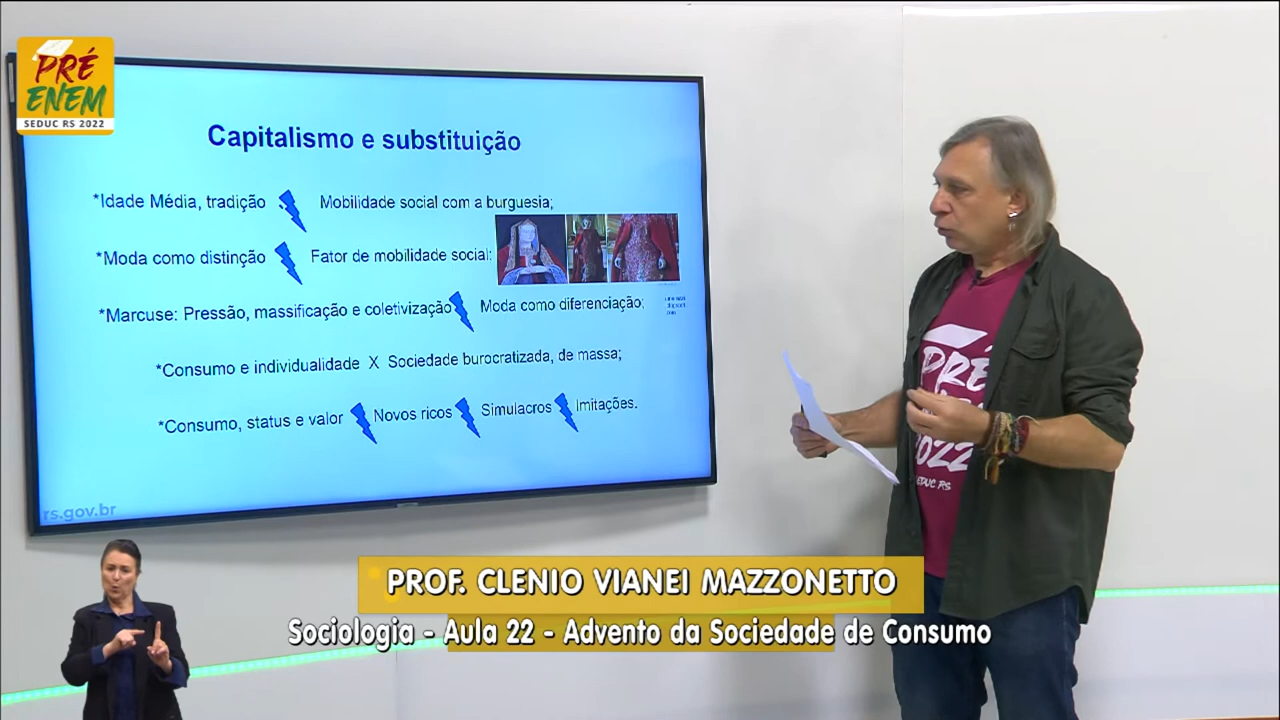 PRÉ
ENEM
SEDUC RS 2022
Capitalismo e substituição
*Idade Média, tradição Mobilidade social com a burguesia;
*Moda como distinção Fator de mobilidade social:
*Marcuse: Pressão, massificação e coletivização Moda como diferenciação;
*Consumo e individualidade X Sociedade burocratizada, de massa;
*Consumo, status e valor Novos ricos Simulacros Imitações.
rs.gov.br
PRÉ
2022
SEDUC RS
PROF. CLENIO VIANEI MAZZONETTO
Sociologia - Aula 22 - Advento da Sociedade de Consumo